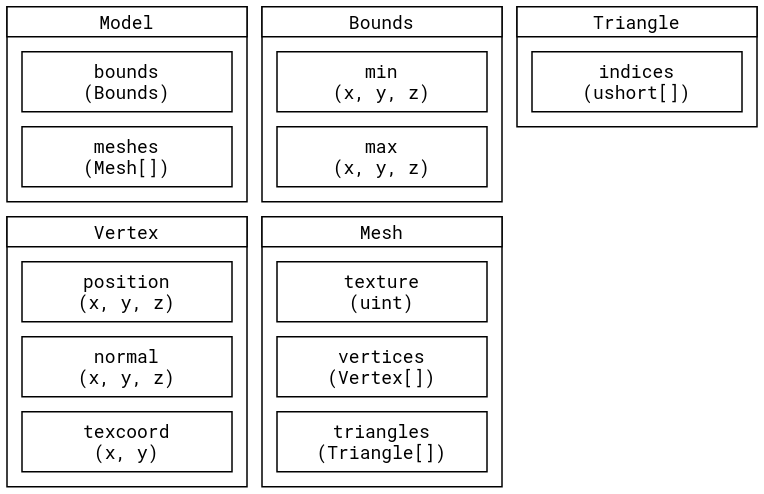 Model
bounds
(Bounds)
meshes
(Mesh[])
Bounds
min
(x, y, z)
max
(x, y, z)
Triangle
indices
(ushort[])
Vertex
position
(x, y, z)
normal
(x, y, z)
texcoord
(x, y)
Mesh
texture
(uint)
vertices
(Vertex[])
triangles
(Triangle[])